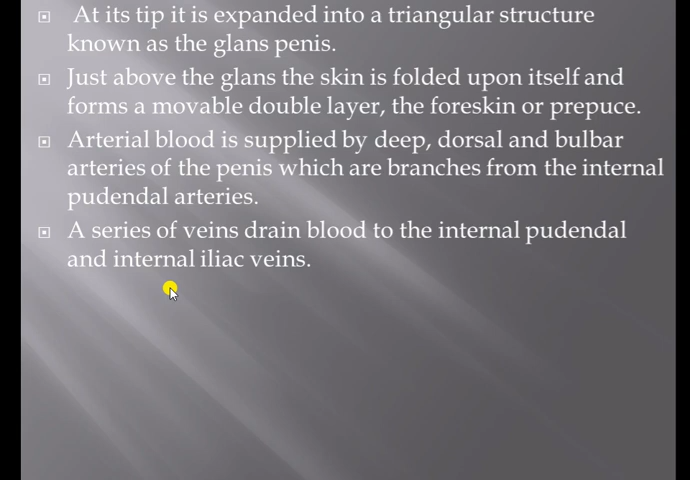 At its tip it is expanded into a triangular structure
known as the glans penis.
Just above the glans the skin is folded upon itself and
forms a movable double layer, the foreskin or prepuce.
Arterial blood is supplied by deep, dorsal and bulbar
arteries of the penis which are branches from the internal
pudendal arteries.
A series of veins drain blood to the internal pudendal
and internal iliac veins.